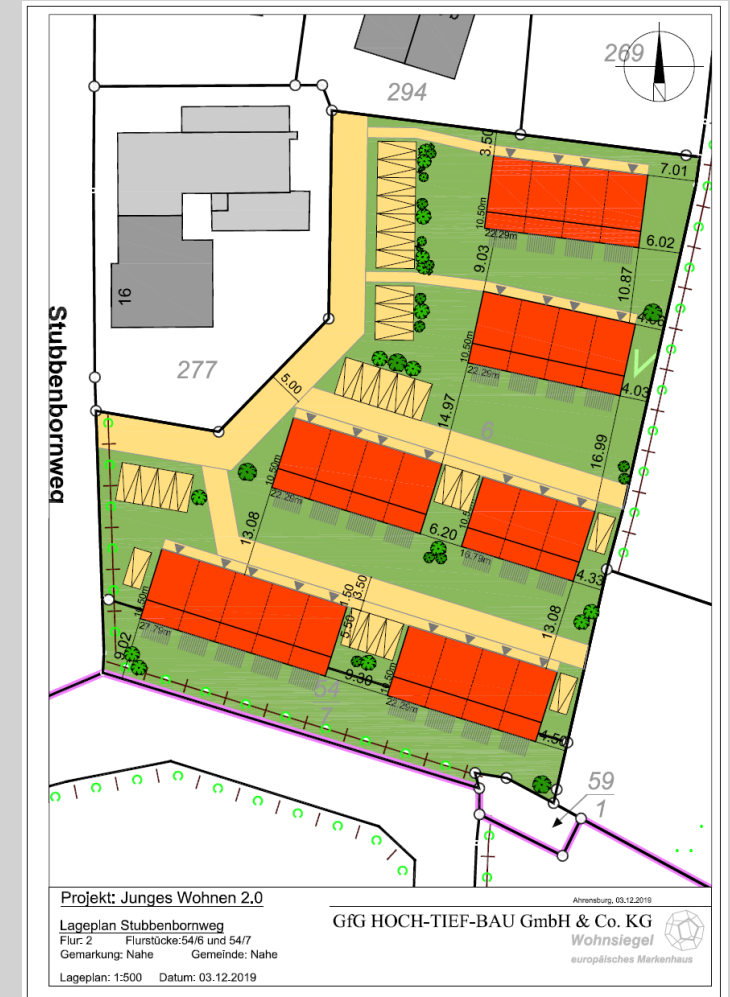 269
294
3.50
7.01
10.50m
22.29m
6.02
9.03
10.87
16
Stubbenbornweg
277
10.50m
22.29m
4.03
5.00
14.97
6
16.99
10.50m
22.29m
13.08
6.20
16.79m
4.33
1.50
3.50
5.50
13.08
27.79m
9.02
9.30
10.50m
22.29m
4.50
54
7
59
1
Projekt: Junges Wohnen 2.0
Lageplan Stubbenbornweg
Flur: 2 Flurstücke:54/6 und 54/7
Gemarkung: Nahe Gemeinde: Nahe
Lageplan: 1:500 Datum: 03.12.2019
Ahrensburg, 03.12.2019
GfG HOCH-TIEF-BAU GmbH & Co. KG
Wohnsiegel
europäisches Markenhaus